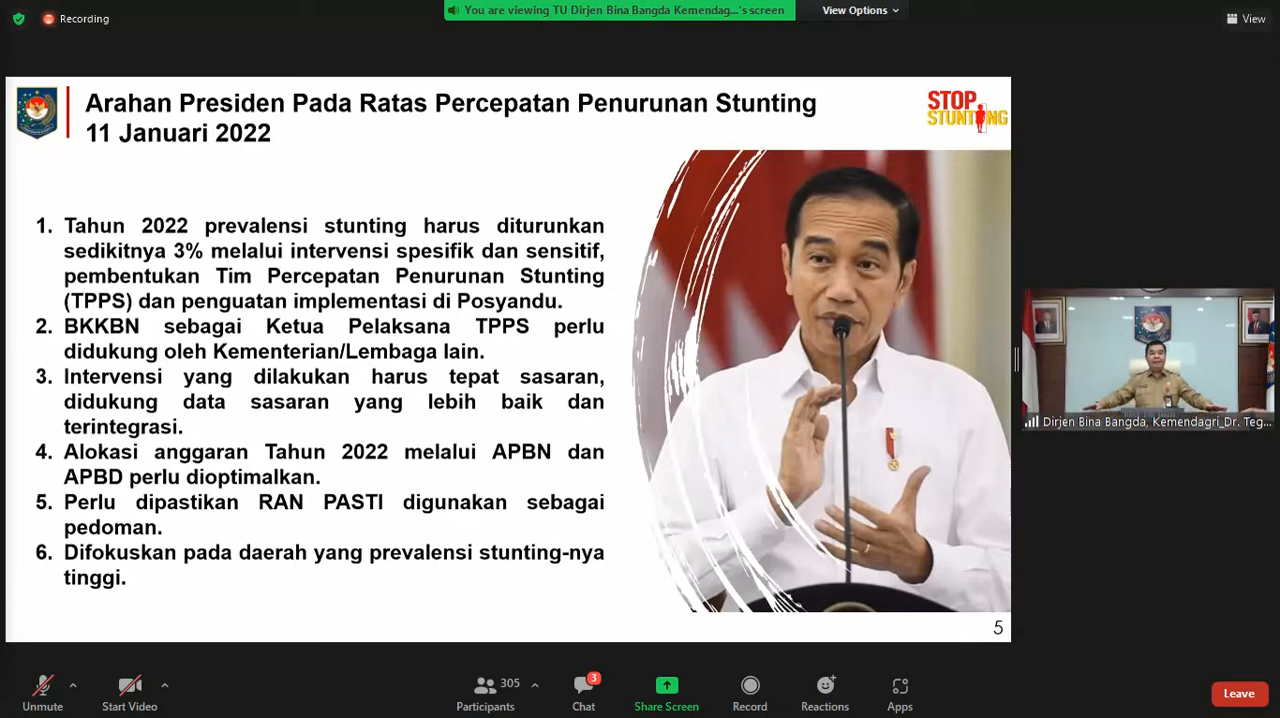 Recording
You are viewing TU Dirjen Bina Bangda Kemendag...'s screen
View Options
View
Arahan Presiden Pada Ratas Percepatan Penurunan Stunting
11 Januari 2022
STOP
STUNTING
1. Tahun 2022 prevalensi stunting harus diturunkan
sedikitnya 3% melalui intervensi spesifik dan sensitif,
pembentukan Tim Percepatan Penurunan Stunting
(TPPS) dan penguatan implementasi di Posyandu.
2. BKKBN sebagai Ketua Pelaksana TPPS perlu
didukung oleh Kementerian/Lembaga lain.
3. Intervensi yang dilakukan harus tepat sasaran,
didukung data sasaran yang lebih baik dan
terintegrasi.
4. Alokasi anggaran Tahun 2022 melalui APBN dan
APBD perlu dioptimalkan.
5. Perlu dipastikan RAN PASTI digunakan sebagai
pedoman.
6. Difokuskan pada daerah yang prevalensi stunting-nya
tinggi.
5
Dirjen Bina Bangda, Kemendagri_Dr. Teg...
Unmute
Start Video
305
Participants
3
Chat
Share Screen
Record
Reactions
Apps
Leave